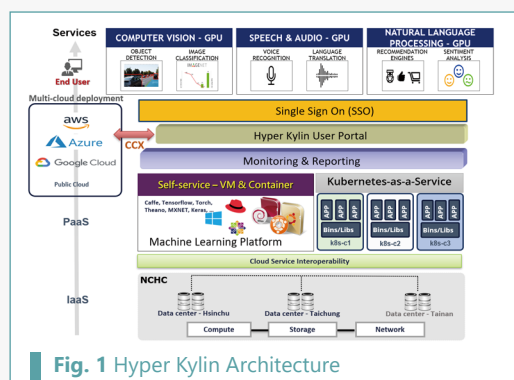 Services
End User
Multi-cloud deployment
aws
Azure
Google Cloud
Public Cloud
CCX
PaaS
IaaS
COMPUTER VISION - GPU
OBJECT DETECTION
IMAGE CLASSIFICATION
IMAGENET
SPEECH & AUDIO - GPU
VOICE RECOGNITION
LANGUAGE TRANSLATION
NATURAL LANGUAGE
PROCESSING - GPU
RECOMMENDATION ENGINES
SENTIMENT ANALYSIS
Single Sign On (SSO)
Hyper Kylin User Portal
Monitoring & Reporting
Self-service – VM & Container
Caffe, Tensorflow, Torch,
Theano, MXNET, Keras, ...
Machine Learning Platform
Kubernetes-as-a-Service
APP APP APP
Bins/Libs
k8s-c1
APP APP APP
Bins/Libs
k8s-c2
APP APP APP
Bins/Libs
k8s-c3
Cloud Service Interoperability
NCHC
Data center - Hsinchu
Data center - Taichung
Data center - Tainan
Compute
Storage
Network
Fig. 1 Hyper Kylin Architecture